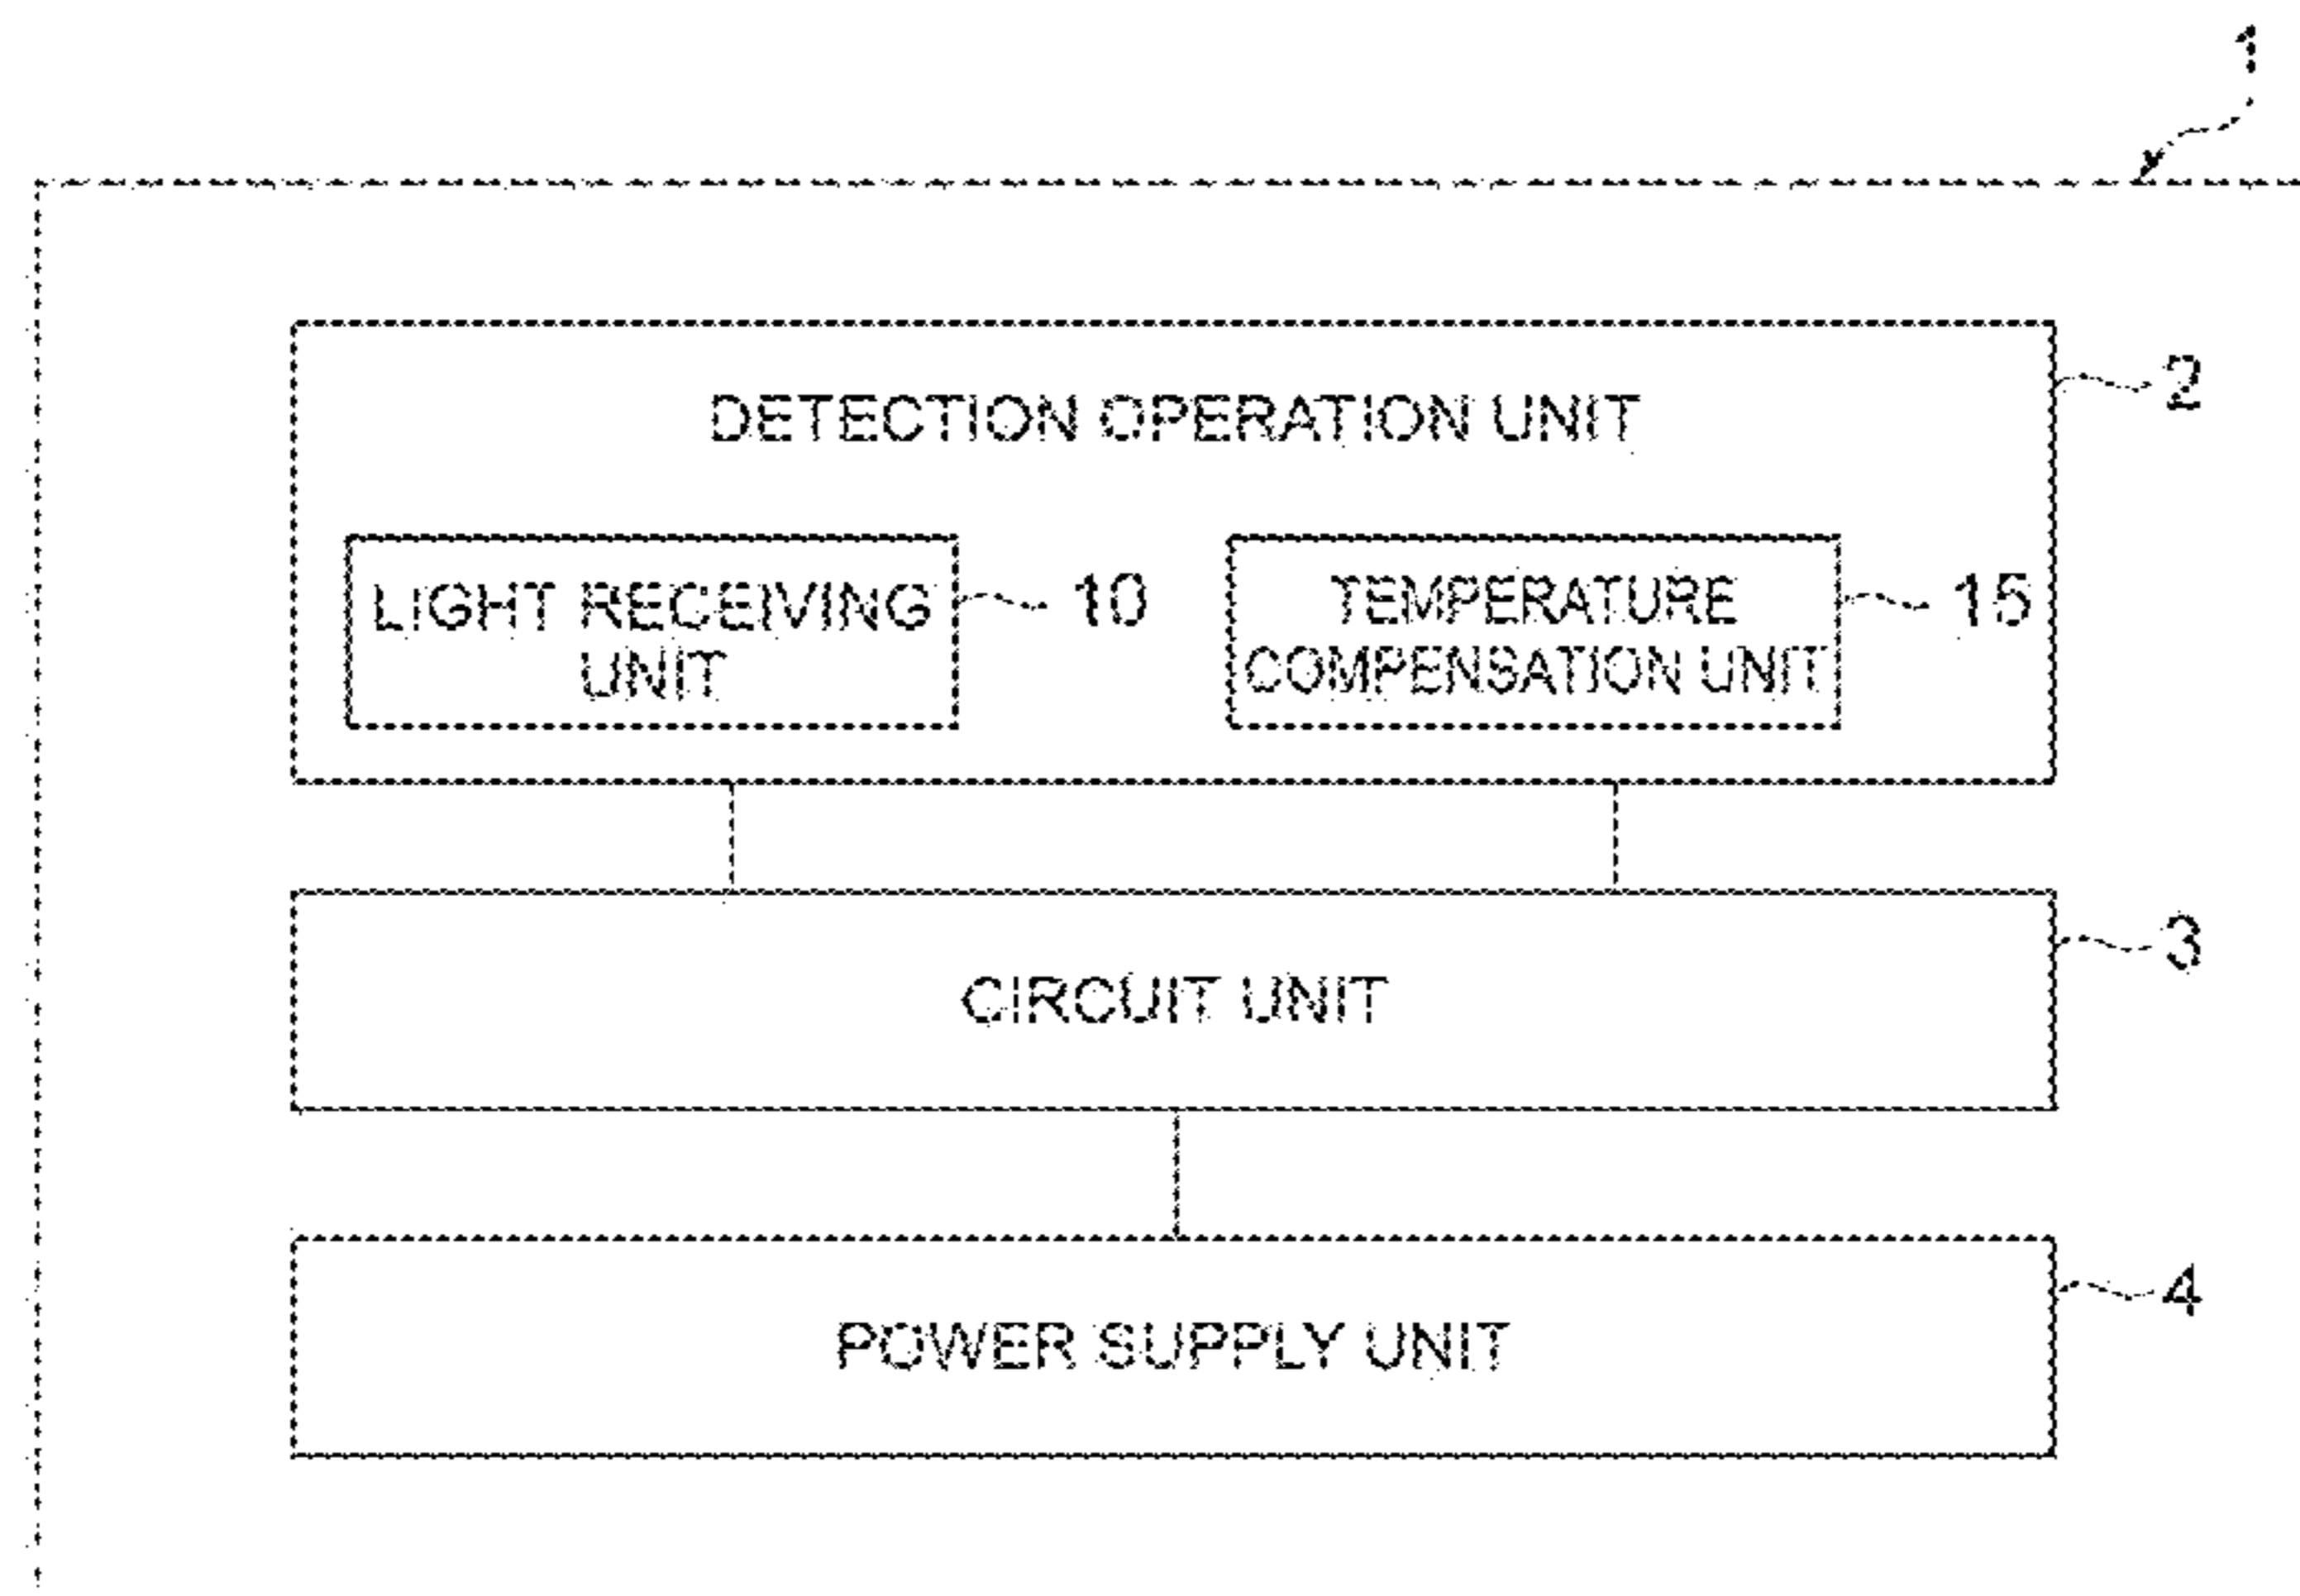 1
DETECTION OPERATION UNIT
2
LIGHT RECEIVING
UNIT
10
TEMPERATURE
COMPENSATION UNIT
15
CIRCUIT UNIT
3
POWER SUPPLY UNIT
4